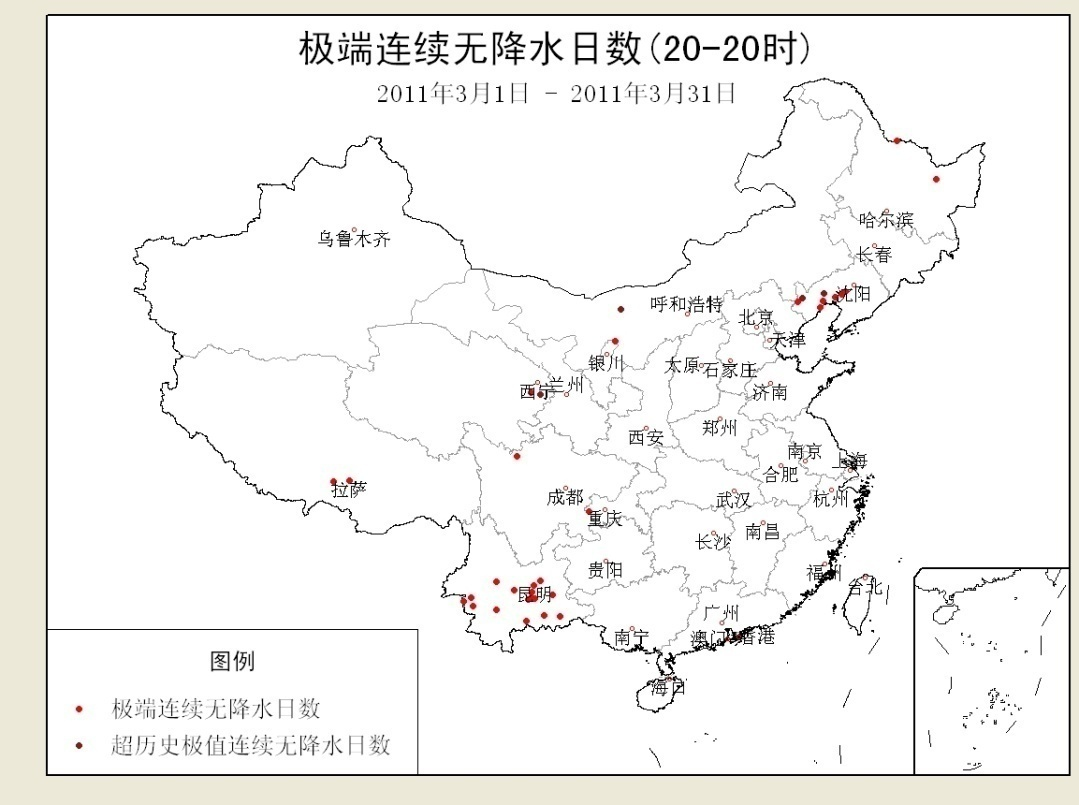 极端连续无降水日数(20-20时)
2011年3月1日 - 2011年3月31日
哈尔滨
乌鲁木齐
长春
沈阳
呼和浩特
北京
天津
银川
太原
石家庄
兰州
西宁
济南
郑州
西安
南京
上海
合肥
拉萨
成都
武汉
杭州
重庆
南昌
长沙
贵阳
福州
台北
昆明
广州
南宁
澳门
香港
海口
图例
极端连续无降水日数
超历史极值连续无降水日数